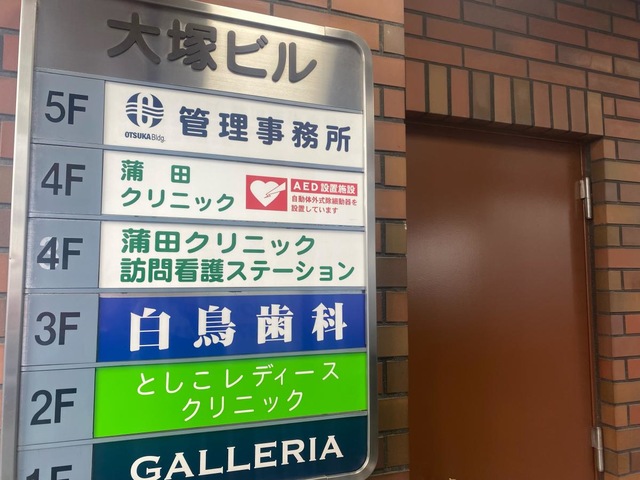 大塚ビル
5F
OTSUKA Bldg.
管理事務所
4F
蒲田
クリニック
AED設置施設
自動体外式除細動器を
設置しています
4F
蒲田クリニック
訪問看護ステーション
3F
白鳥歯科
2F
としこレディース
クリニック
1F
GALLERIA